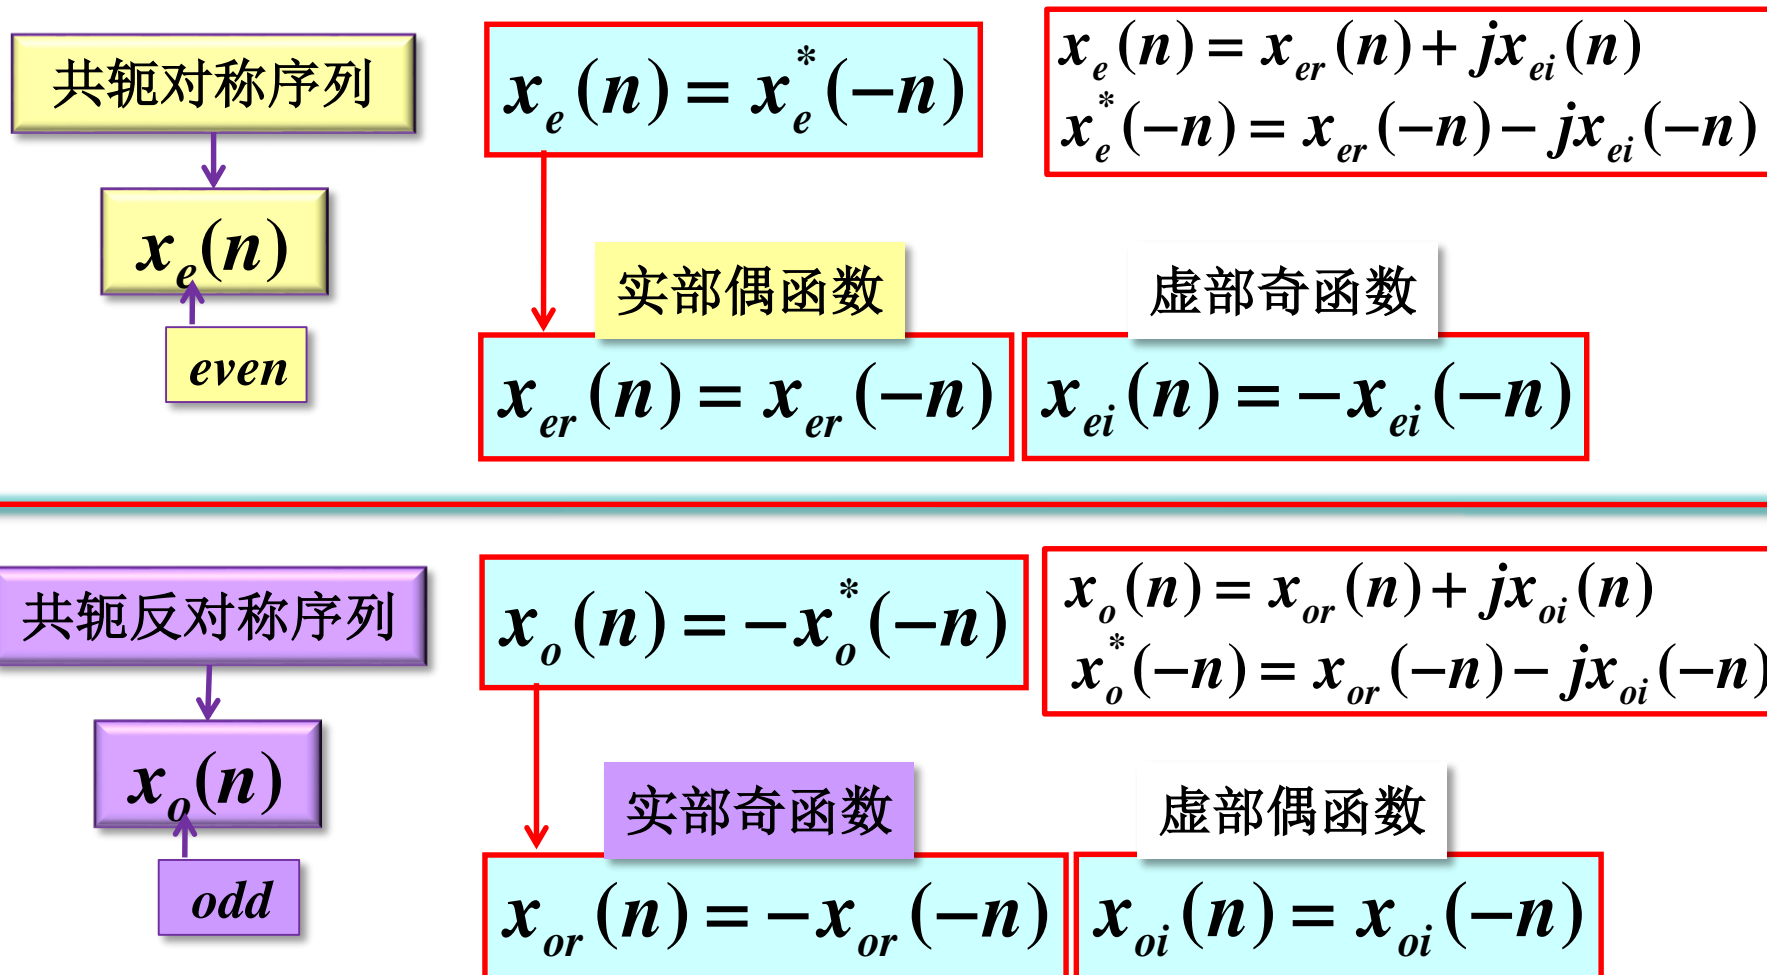 共轭对称序列
x_e(n) = x_e^*(−n)
x_e(n) = x_er(n) + jx_ei(n)
x_e^*(−n) = x_er(−n) − jx_ei(−n)
x_e(n)
even
实部偶函数
虚部奇函数
x_er(n) = x_er(−n)
x_ei(n) = −x_ei(−n)
共轭反对称序列
x_o(n) = −x_o^*(−n)
x_o(n) = x_or(n) + jx_oi(n)
x_o^*(−n) = x_or(−n) − jx_oi(−n)
x_o(n)
odd
实部奇函数
虚部偶函数
x_or(n) = −x_or(−n)
x_oi(n) = x_oi(−n)